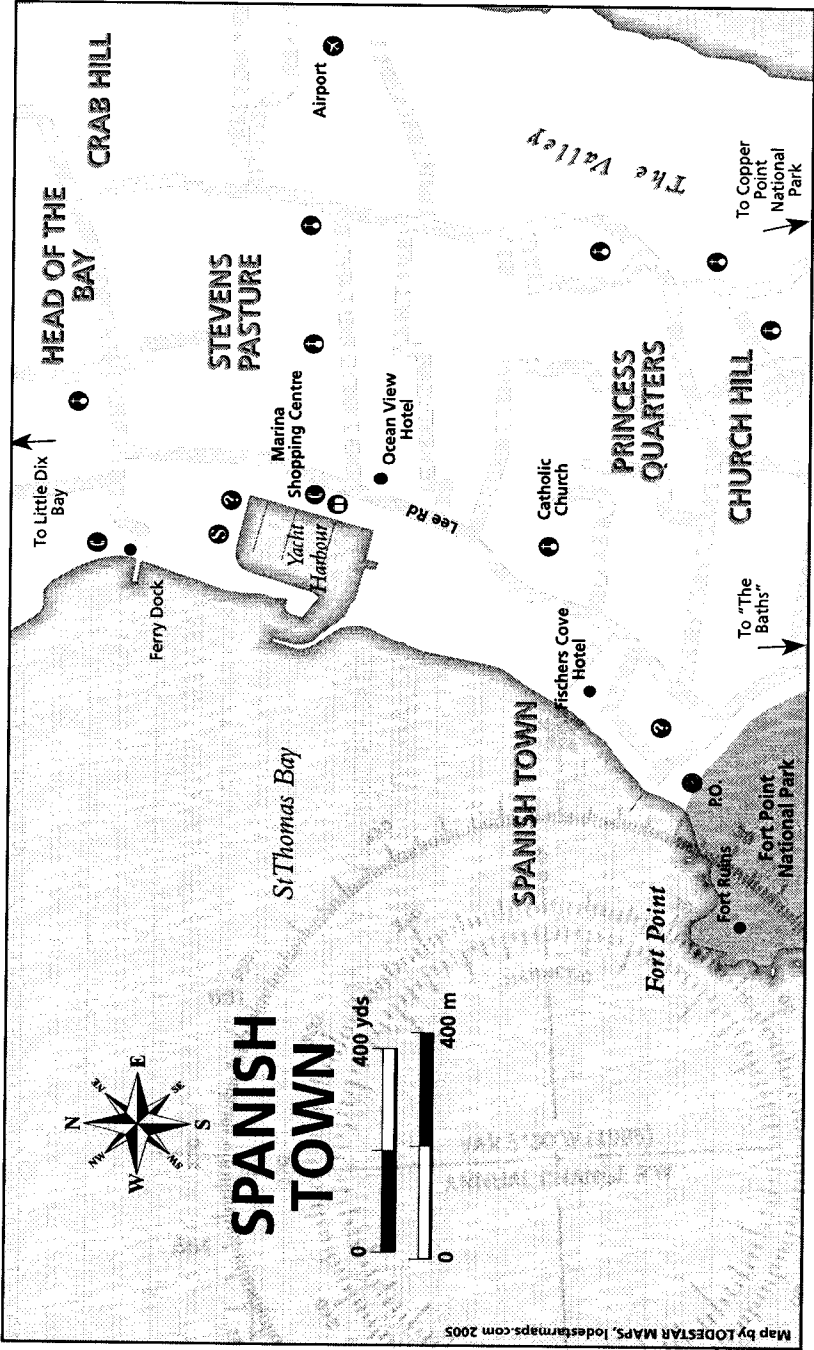 N
NE
E
SE
S
SW
W
NW
SPANISH
TOWN
0
400 yds
0
400 m
To Little Dix
Bay
HEAD OF THE
BAY
CRAB HILL
Ferry Dock
STEVENS
PASTURE
Airport
St Thomas Bay
Yacht
Harbour
Marina
Shopping Centre
Ocean View
Hotel
Lee Rd
The Valley
SPANISH TOWN
Fischers Cove
Hotel
Catholic
Church
PRINCESS
QUARTERS
Fort Point
Fort Ruins
P.O.
Fort Point
National Park
To "The
Baths"
CHURCH HILL
To Copper
Point
National
Park
Map by LODESTAR MAPS, lodestarmaps.com 2005